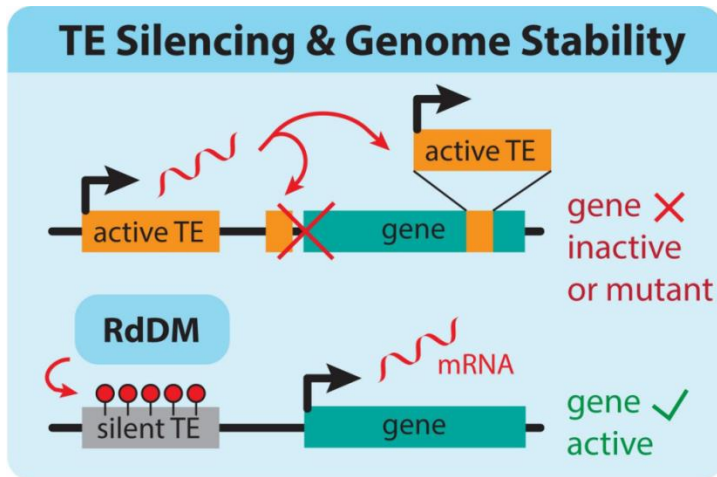 TE Silencing & Genome Stability
active TE
active TE
gene
gene
inactive
or mutant
RdDM
mRNA
silent TE
gene
gene
active